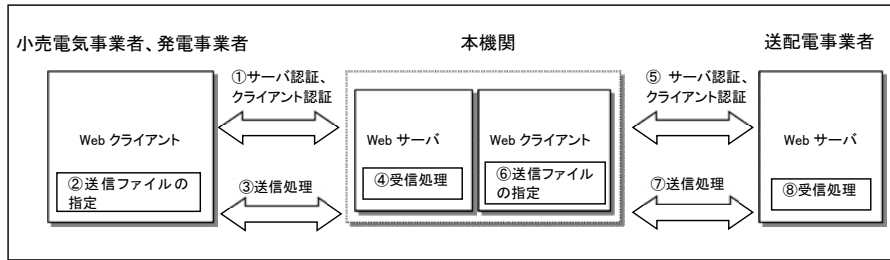 小売電気事業者、発電事業者
本機関
送配電事業者
①サーバ認証、
クライアント認証
⑤ サーバ認証、
クライアント認証
Web クライアント
Web サーバ
Web クライアント
Web サーバ
②送信ファイルの
指定
③送信処理
④受信処理
⑥送信ファイル
の指定
⑦送信処理
⑧受信処理